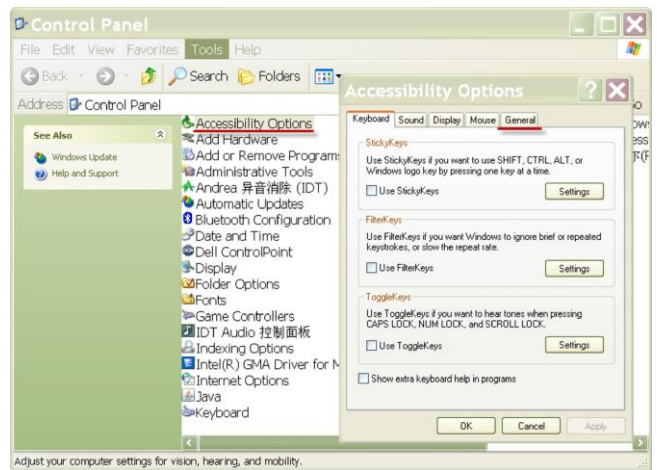 Control Panel
File Edit View Favorites Tools Help
Back Search Folders
Address Control Panel
See Also
Windows Update
Help and Support
Accessibility Options
Add Hardware
Add or Remove Program
Administrative Tools
Andrea 异音消除 (IDT)
Automatic Updates
Bluetooth Configuration
Date and Time
Dell ControlPoint
Display
Folder Options
Fonts
Game Controllers
IDT Audio 控制面板
Indexing Options
Intel(R) GMA Driver for M
Internet Options
Java
Keyboard
Accessibility Options
Keyboard Sound Display Mouse General
StickyKeys
Use StickyKeys if you want to use SHIFT, CTRL, ALT, or
Windows logo key by pressing one key at a time.
Use StickyKeys Settings
FilterKeys
Use FilterKeys if you want Windows to ignore brief or repeated
keystrokes, or slow the repeat rate.
Use FilterKeys Settings
ToggleKeys
Use ToggleKeys if you want to hear tones when pressing
CAPS LOCK, NUM LOCK, and SCROLL LOCK.
Use ToggleKeys Settings
Show extra keyboard help in programs
OK Cancel Apply
Adjust your computer settings for vision, hearing, and mobility.